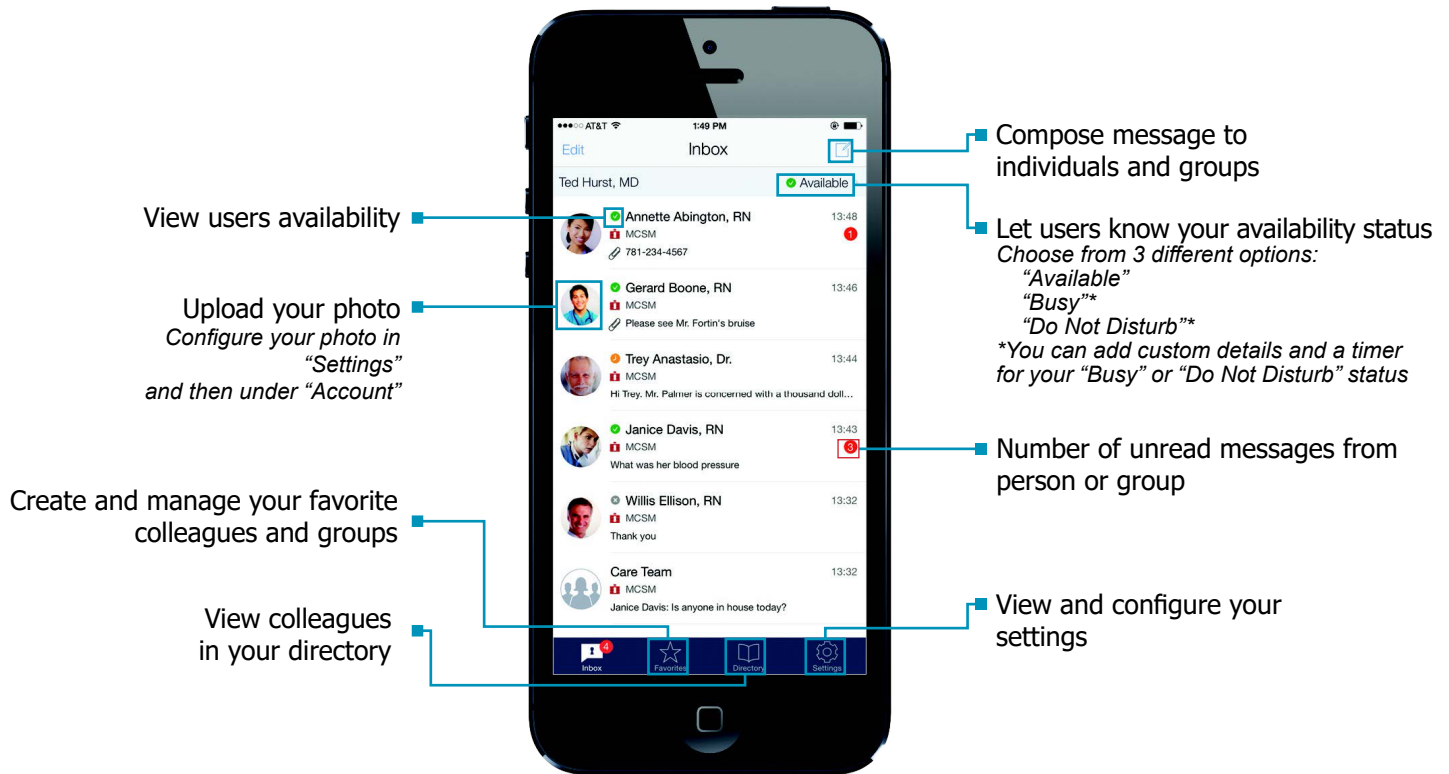 AT&T
1:49 PM
Edit
Inbox
Ted Hurst, MD
Available
Annette Abington, RN
13:48
MCSM
1
781-234-4567
Gerard Boone, RN
13:46
MCSM
Please see Mr. Fortin's bruise
Trey Anastasio, Dr.
13:44
MCSM
Hi Trey. Mr. Palmer is concerned with a thousand doll...
Janice Davis, RN
13:43
MCSM
3
What was her blood pressure
Willis Ellison, RN
13:32
MCSM
Thank you
Care Team
13:32
MCSM
Janice Davis: Is anyone in house today?
4
Inbox
Favorites
Directory
Settings
View users availability
Upload your photo
Configure your photo in
“Settings”
and then under “Account”
Create and manage your favorite
colleagues and groups
View colleagues
in your directory
Compose message to
individuals and groups
Let users know your availability status
Choose from 3 different options:
“Available”
“Busy”*
“Do Not Disturb”*
*You can add custom details and a timer
for your “Busy” or “Do Not Disturb” status
Number of unread messages from
person or group
View and configure your
settings